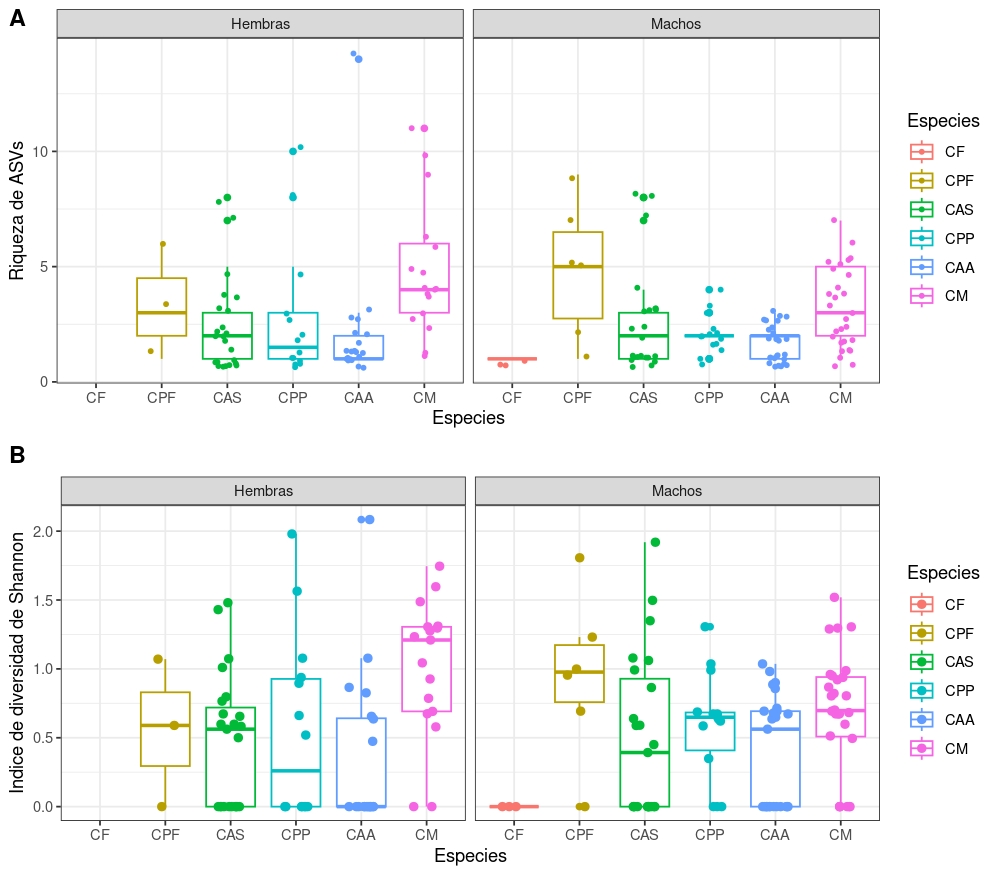 A
Hembras
Machos
Riqueza de ASVs
10
5
0
CF CPF CAS CPP CAA CM
CF CPF CAS CPP CAA CM
Especies
Especies
CF
CPF
CAS
CPP
CAA
CM
B
Hembras
Machos
Indice de diversidad de Shannon
2.0
1.5
1.0
0.5
0.0
CF CPF CAS CPP CAA CM
CF CPF CAS CPP CAA CM
Especies
Especies
CF
CPF
CAS
CPP
CAA
CM